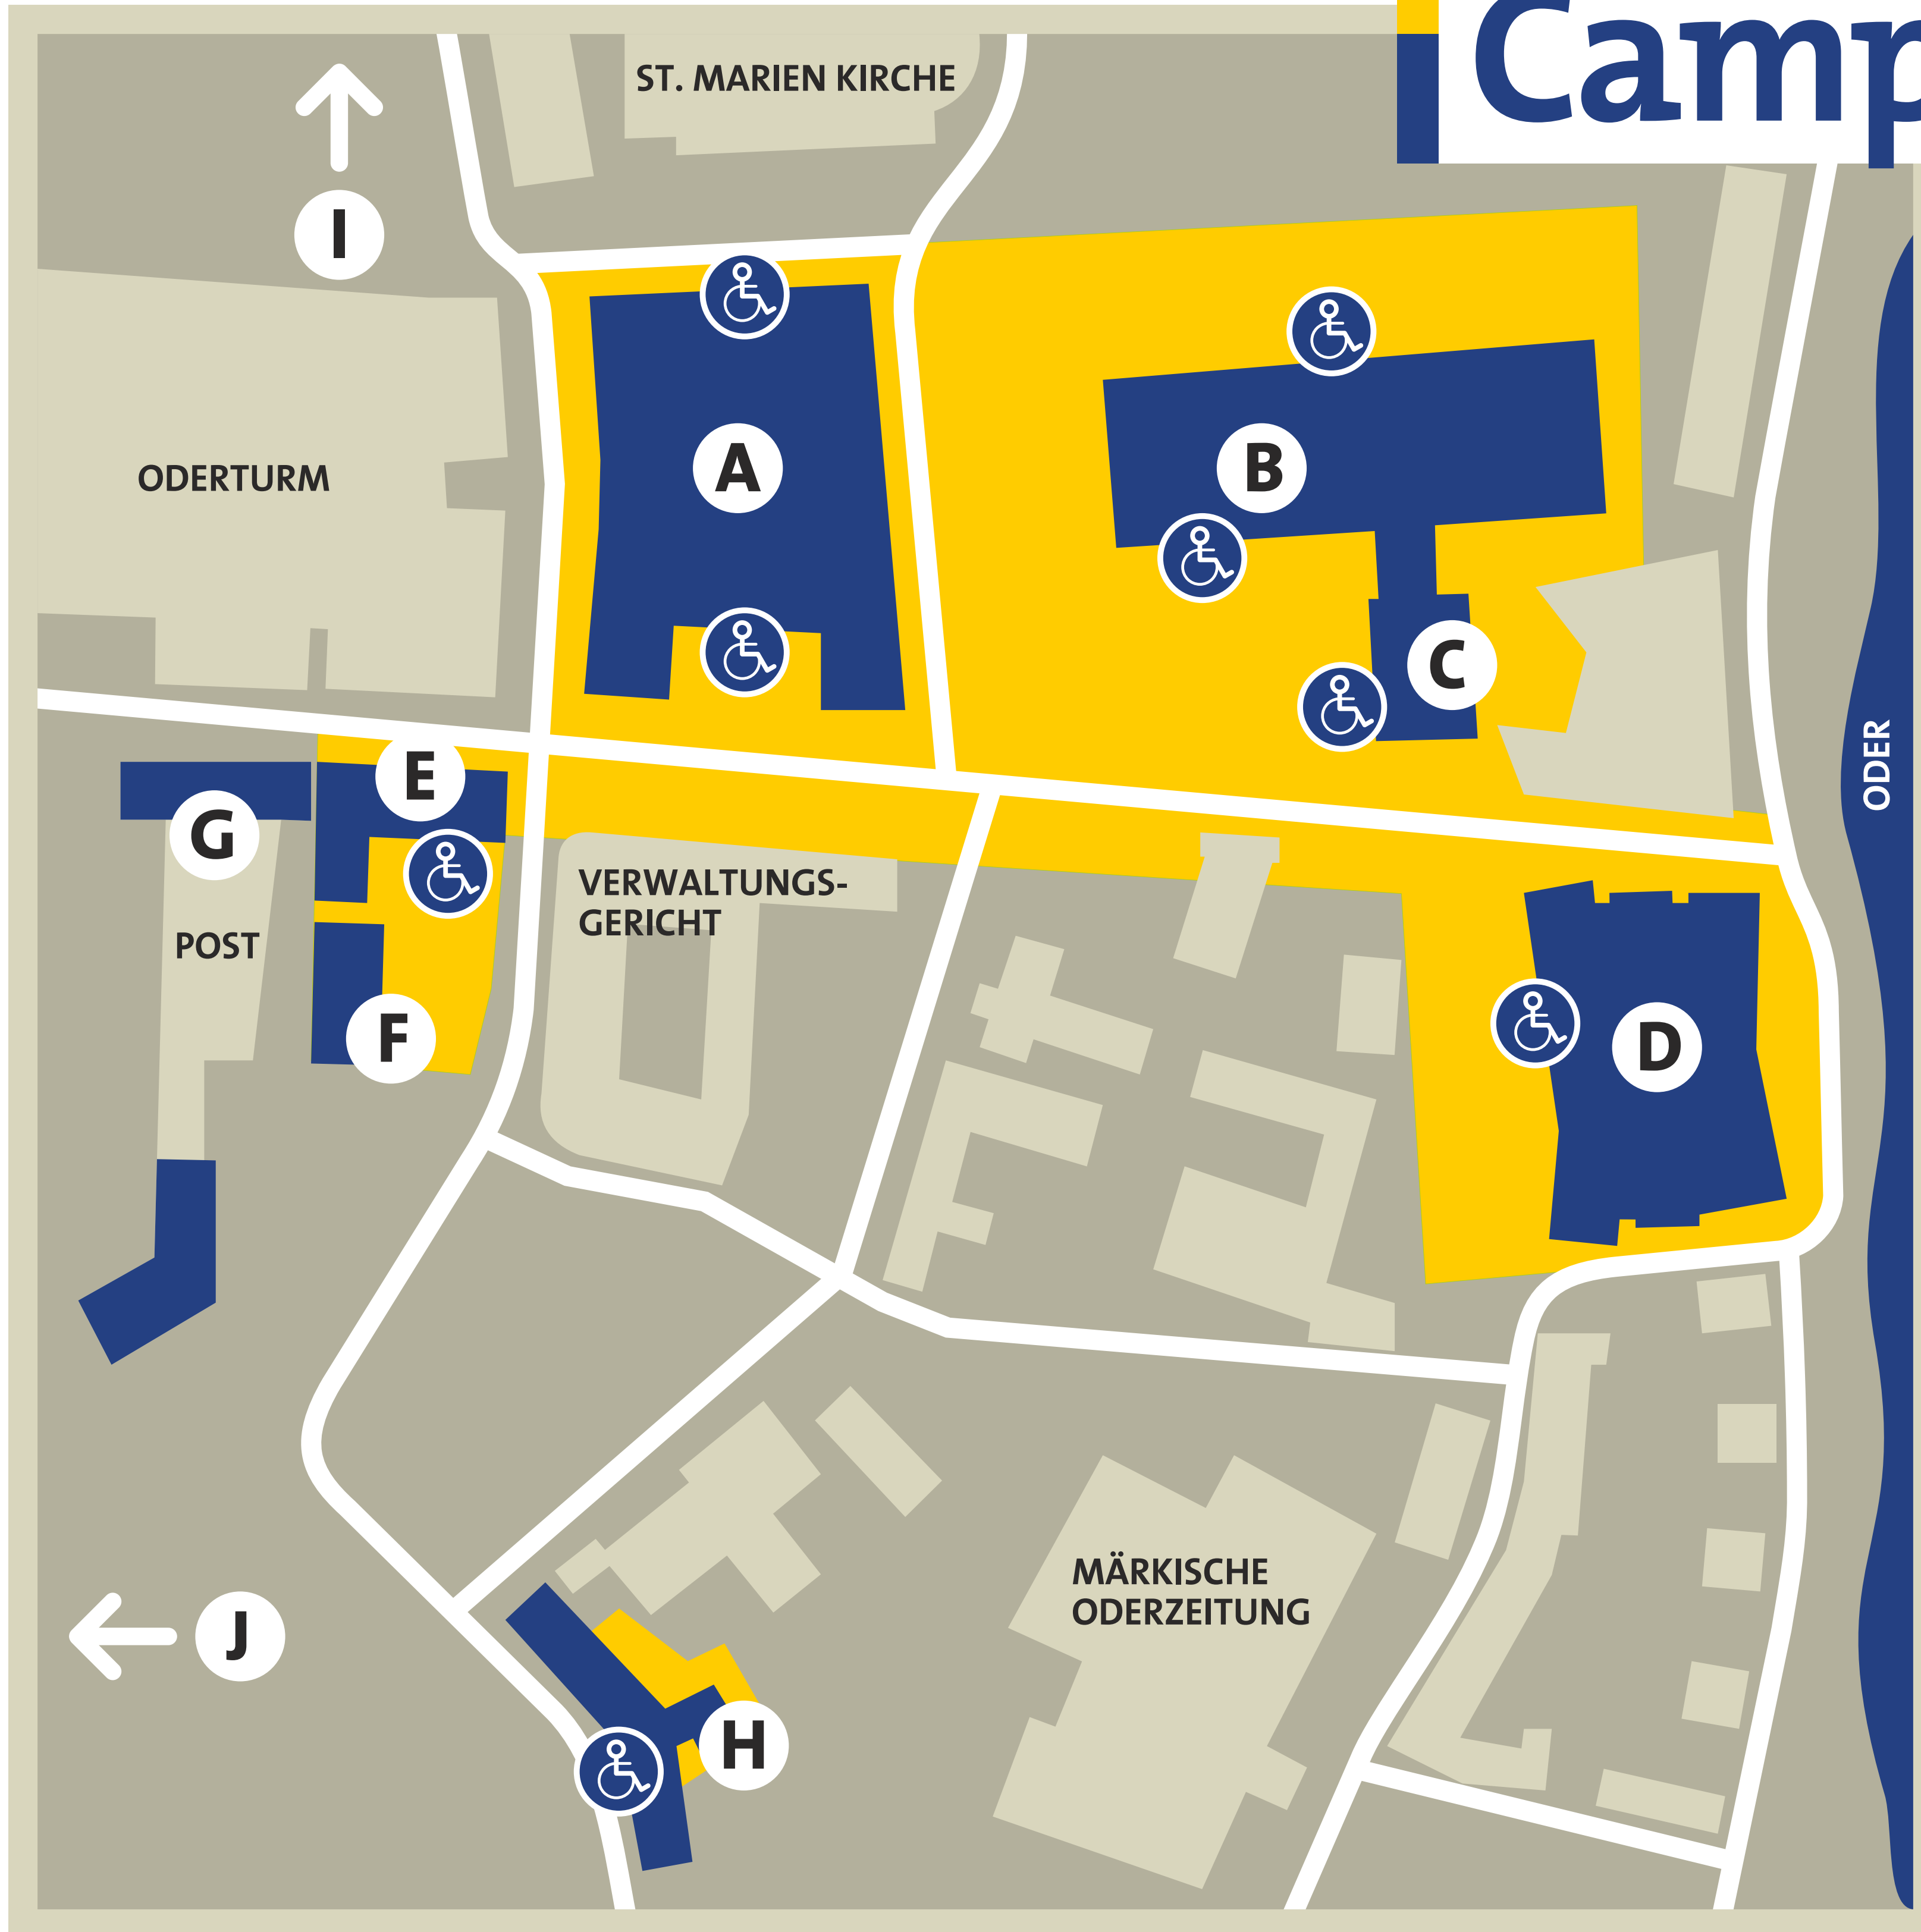 Camp
ST. MARIEN KIRCHE
I
ODERTURM
A
B
C
ODER
E
G
VERWALTUNGS-
GERICHT
POST
F
D
MÄRKISCHE
ODERZEITUNG
J
H